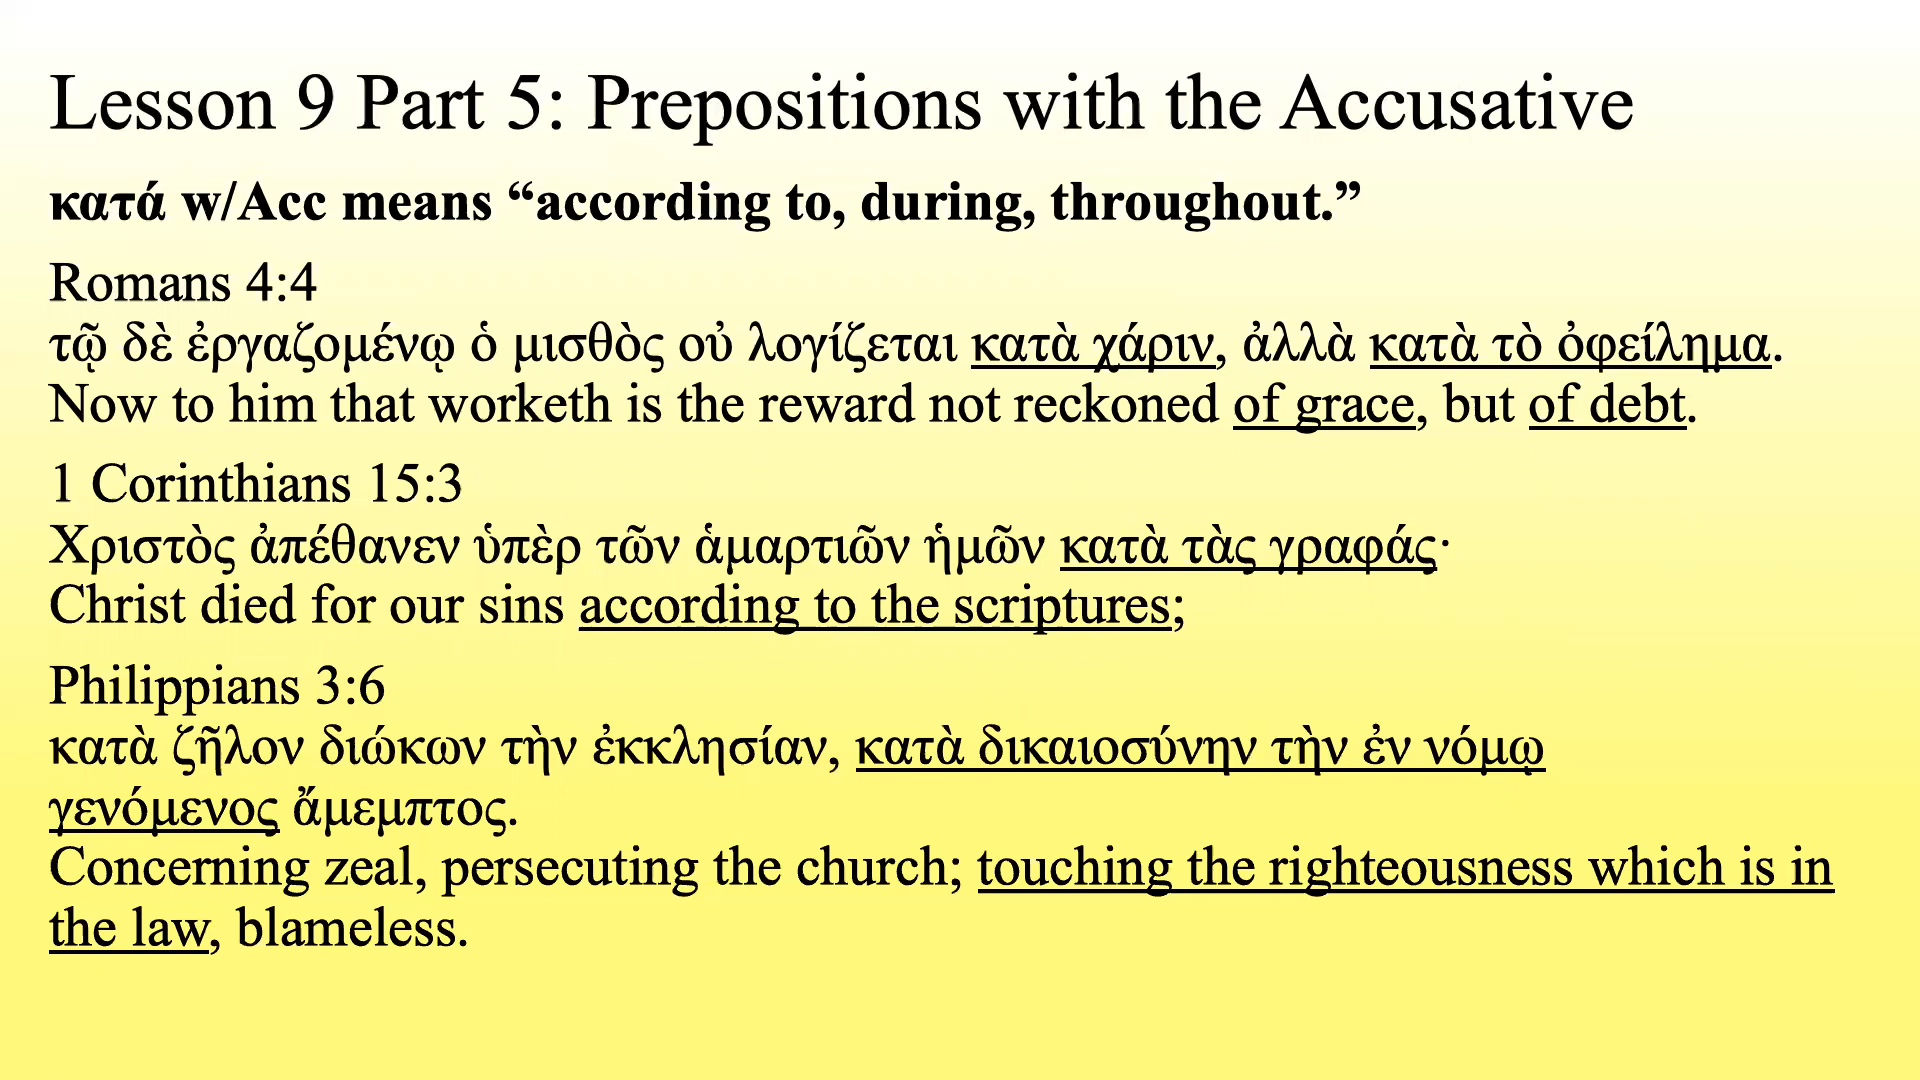 Lesson 9 Part 5: Prepositions with the Accusative
κατά w/Acc means “according to, during, throughout.”
Romans 4:4
τῷ δὲ ἐργαζομένῳ ὁ μισθὸς οὐ λογίζεται κατὰ χάριν, ἀλλὰ κατὰ τὸ ὀφείλημα.
Now to him that worketh is the reward not reckoned of grace, but of debt.
1 Corinthians 15:3
Χριστὸς ἀπέθανεν ὑπὲρ τῶν ἁμαρτιῶν ἡμῶν κατὰ τὰς γραφάς·
Christ died for our sins according to the scriptures;
Philippians 3:6
κατὰ ζῆλον διώκων τὴν ἐκκλησίαν, κατὰ δικαιοσύνην τὴν ἐν νόμῳ
γενόμενος ἄμεμπτος.
Concerning zeal, persecuting the church; touching the righteousness which is in
the law, blameless.